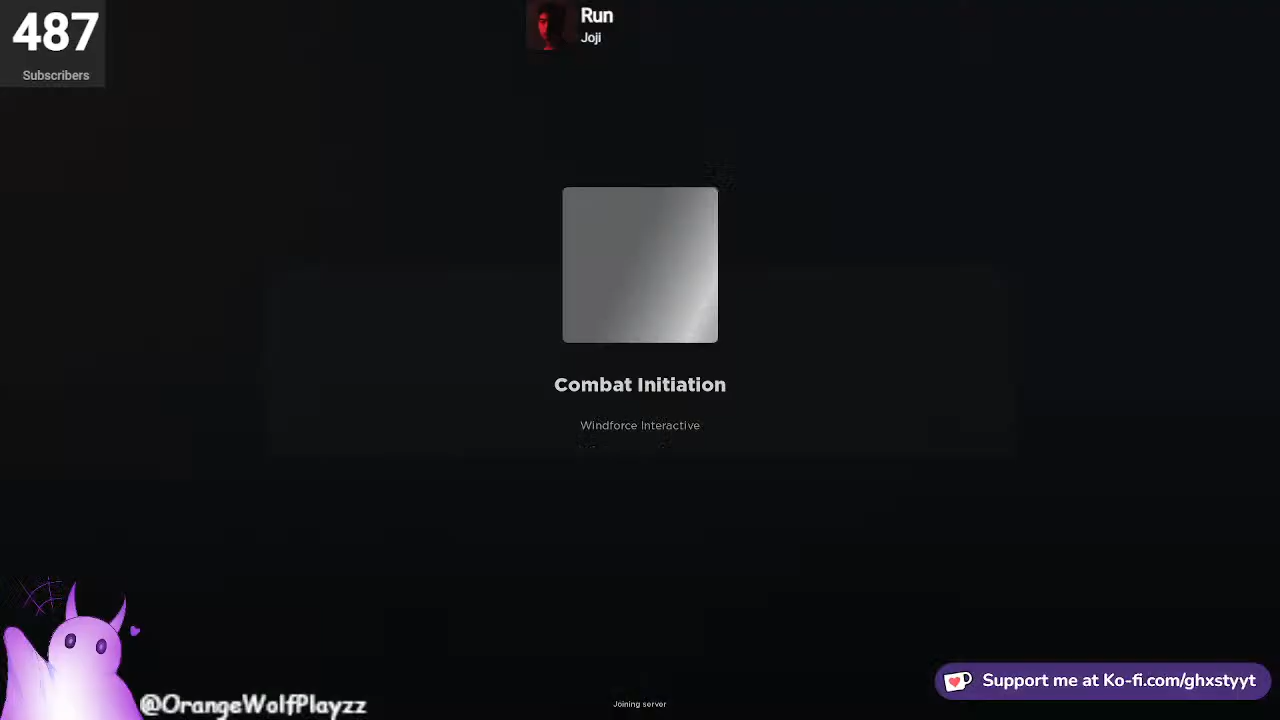 487
Subscribers
Run
Joji
Combat Initiation
Windforce Interactive
@OrangeWolfPlayzz
Joining server
Support me at Ko-fi.com/ghxstyyt